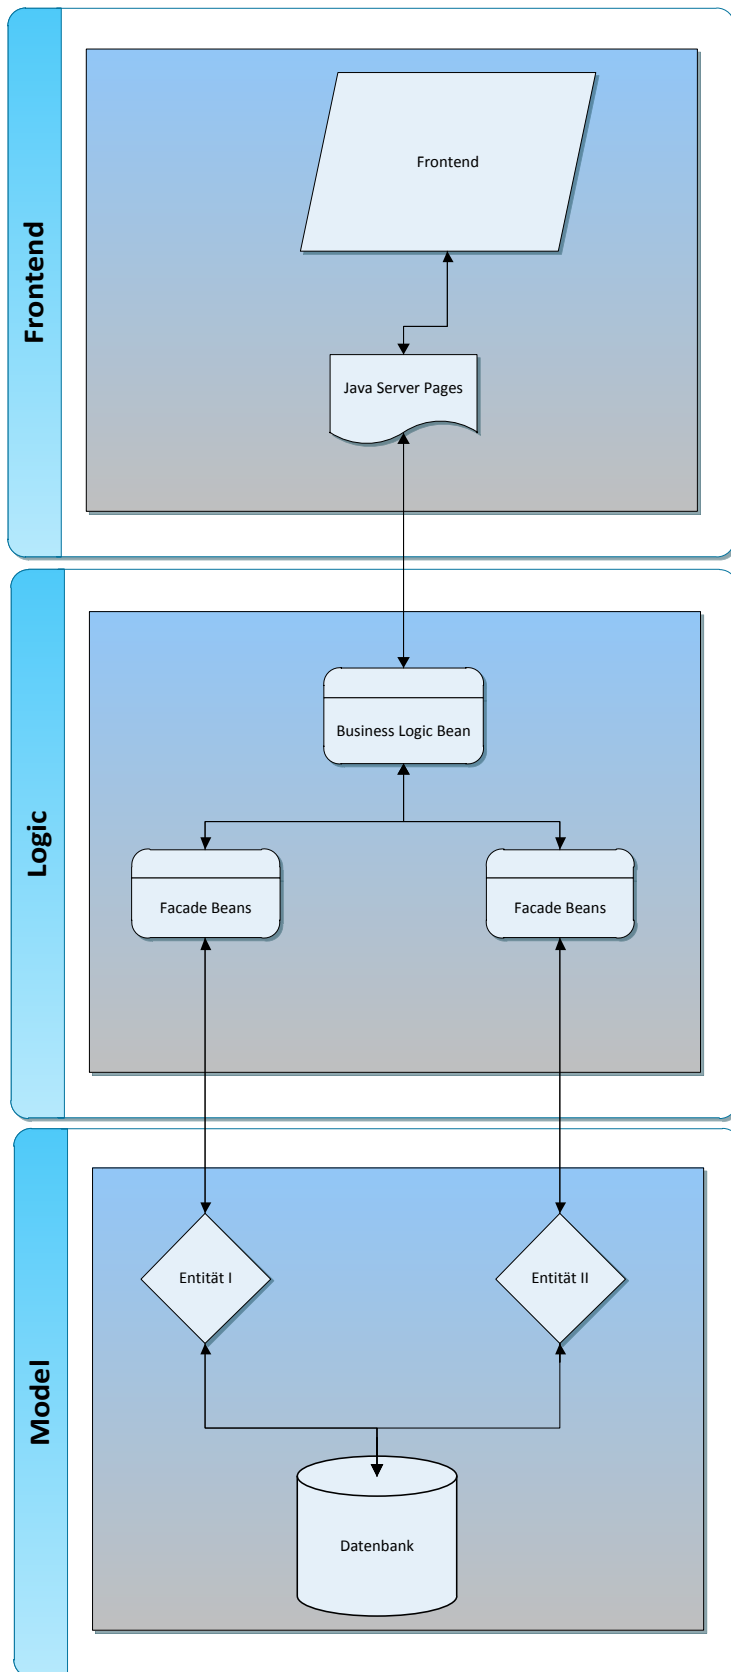 Frontend
Frontend
Java Server Pages
Logic
Business Logic Bean
Facade Beans
Facade Beans
Model
Entität I
Entität II
Datenbank